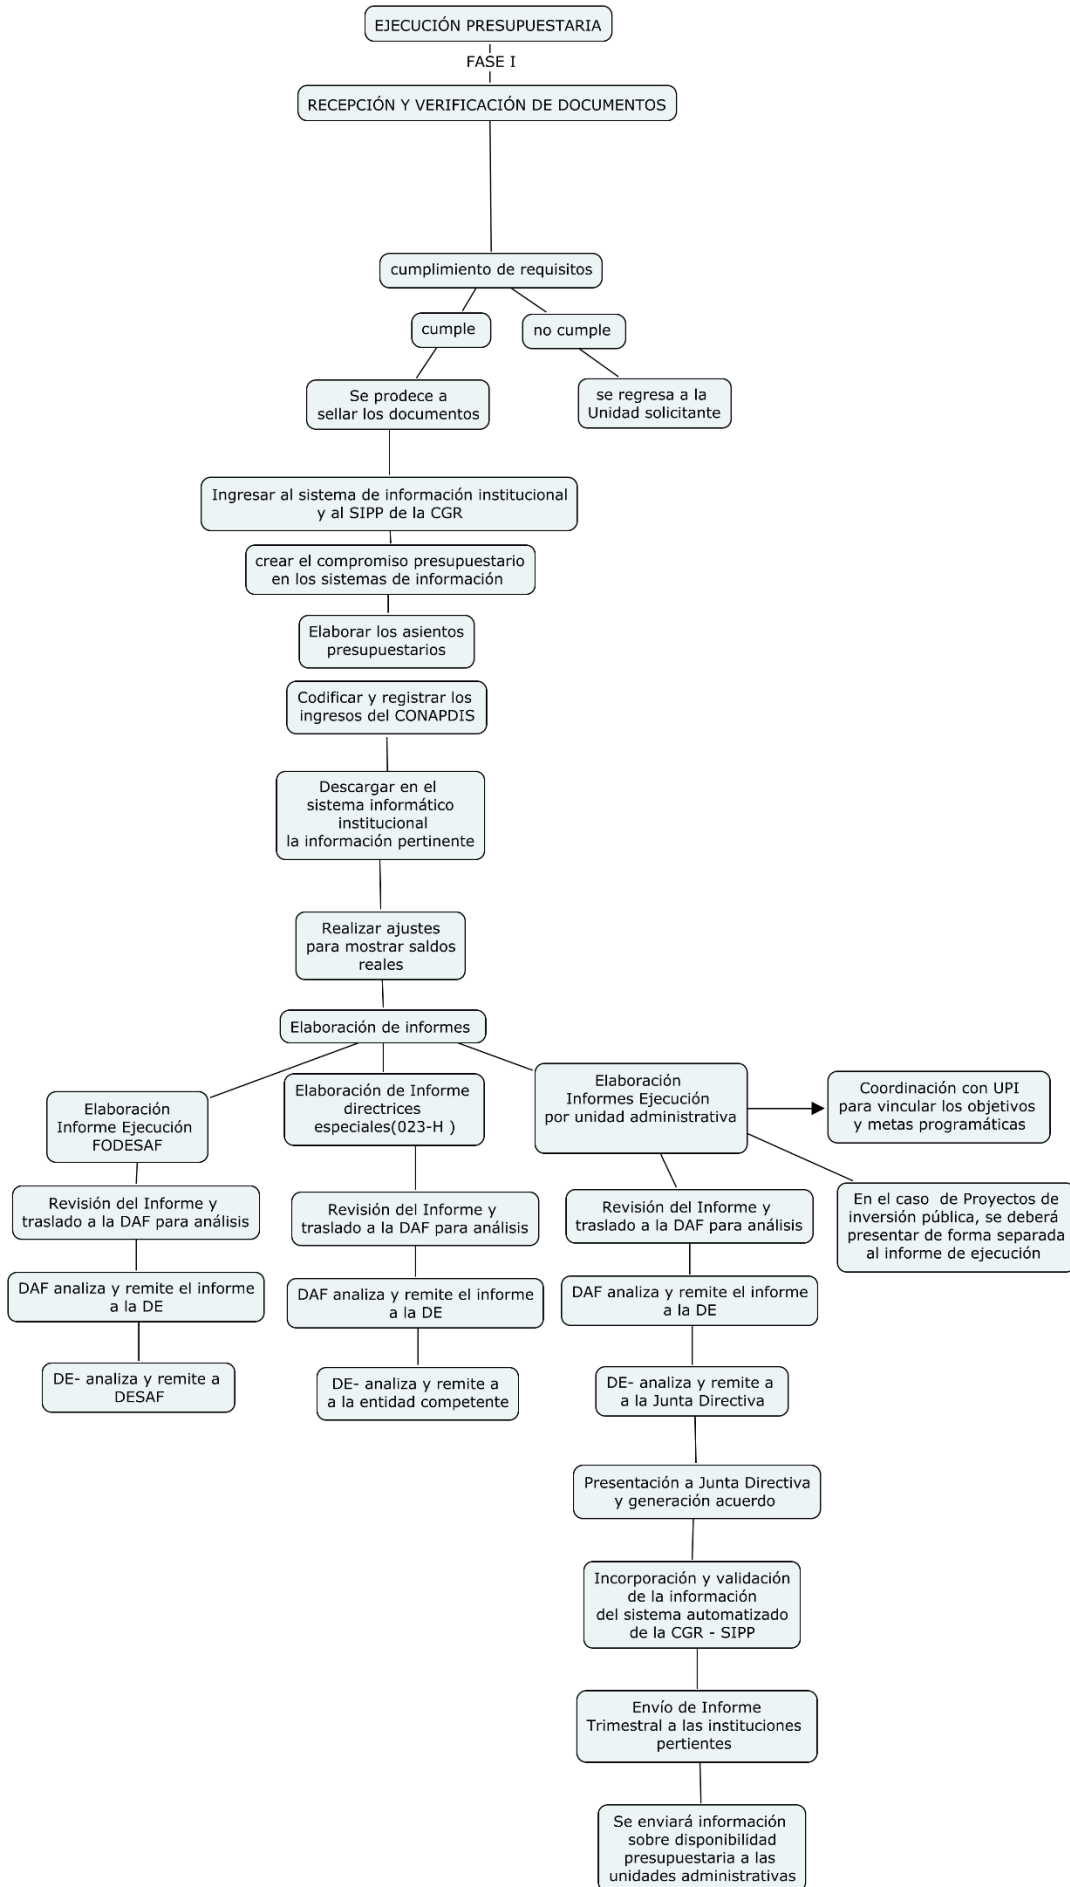 EJECUCIÓN PRESUPUESTARIA
FASE I
RECEPCIÓN Y VERIFICACIÓN DE DOCUMENTOS
cumplimiento de requisitos
cumple
no cumple
Se prodece a
sellar los documentos
se regresa a la
Unidad solicitante
Ingresar al sistema de información institucional
y al SIPP de la CGR
crear el compromiso presupuestario
en los sistemas de información
Elaborar los asientos
presupuestarios
Codificar y registrar los
ingresos del CONAPDIS
Descargar en el
sistema informático
institucional
la información pertinente
Realizar ajustes
para mostrar saldos
reales
Elaboración de informes
Elaboración
Informe Ejecución
FODESAF
Revisión del Informe y
traslado a la DAF para análisis
DAF analiza y remite el informe
a la DE
DE- analiza y remite a
DESAF
Elaboración de Informe
directrices
especiales(023-H )
Revisión del Informe y
traslado a la DAF para análisis
DAF analiza y remite el informe
a la DE
DE- analiza y remite a
a la entidad competente
Elaboración
Informes Ejecución
por unidad administrativa
Coordinación con UPI
para vincular los objetivos
y metas programáticas
En el caso de Proyectos de
inversión pública, se deberá
presentar de forma separada
al informe de ejecución
Revisión del Informe y
traslado a la DAF para análisis
DAF analiza y remite el informe
a la DE
DE- analiza y remite a
a la Junta Directiva
Presentación a Junta Directiva
y generación acuerdo
Incorporación y validación
de la información
del sistema automatizado
de la CGR - SIPP
Envío de Informe
Trimestral a las instituciones
pertientes
Se enviará información
sobre disponibilidad
presupuestaria a las
unidades administrativas